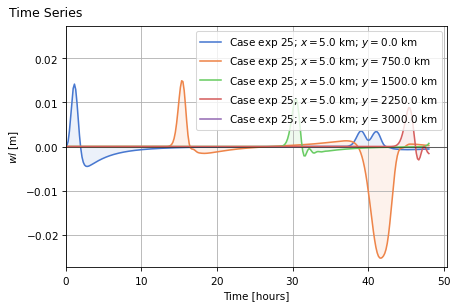 Time Series
Case exp 25; x = 5.0 km; y = 0.0 km
Case exp 25; x = 5.0 km; y = 750.0 km
Case exp 25; x = 5.0 km; y = 1500.0 km
Case exp 25; x = 5.0 km; y = 2250.0 km
Case exp 25; x = 5.0 km; y = 3000.0 km
wl [m]
0.02
0.01
0.00
−0.01
−0.02
0 10 20 30 40 50
Time [hours]